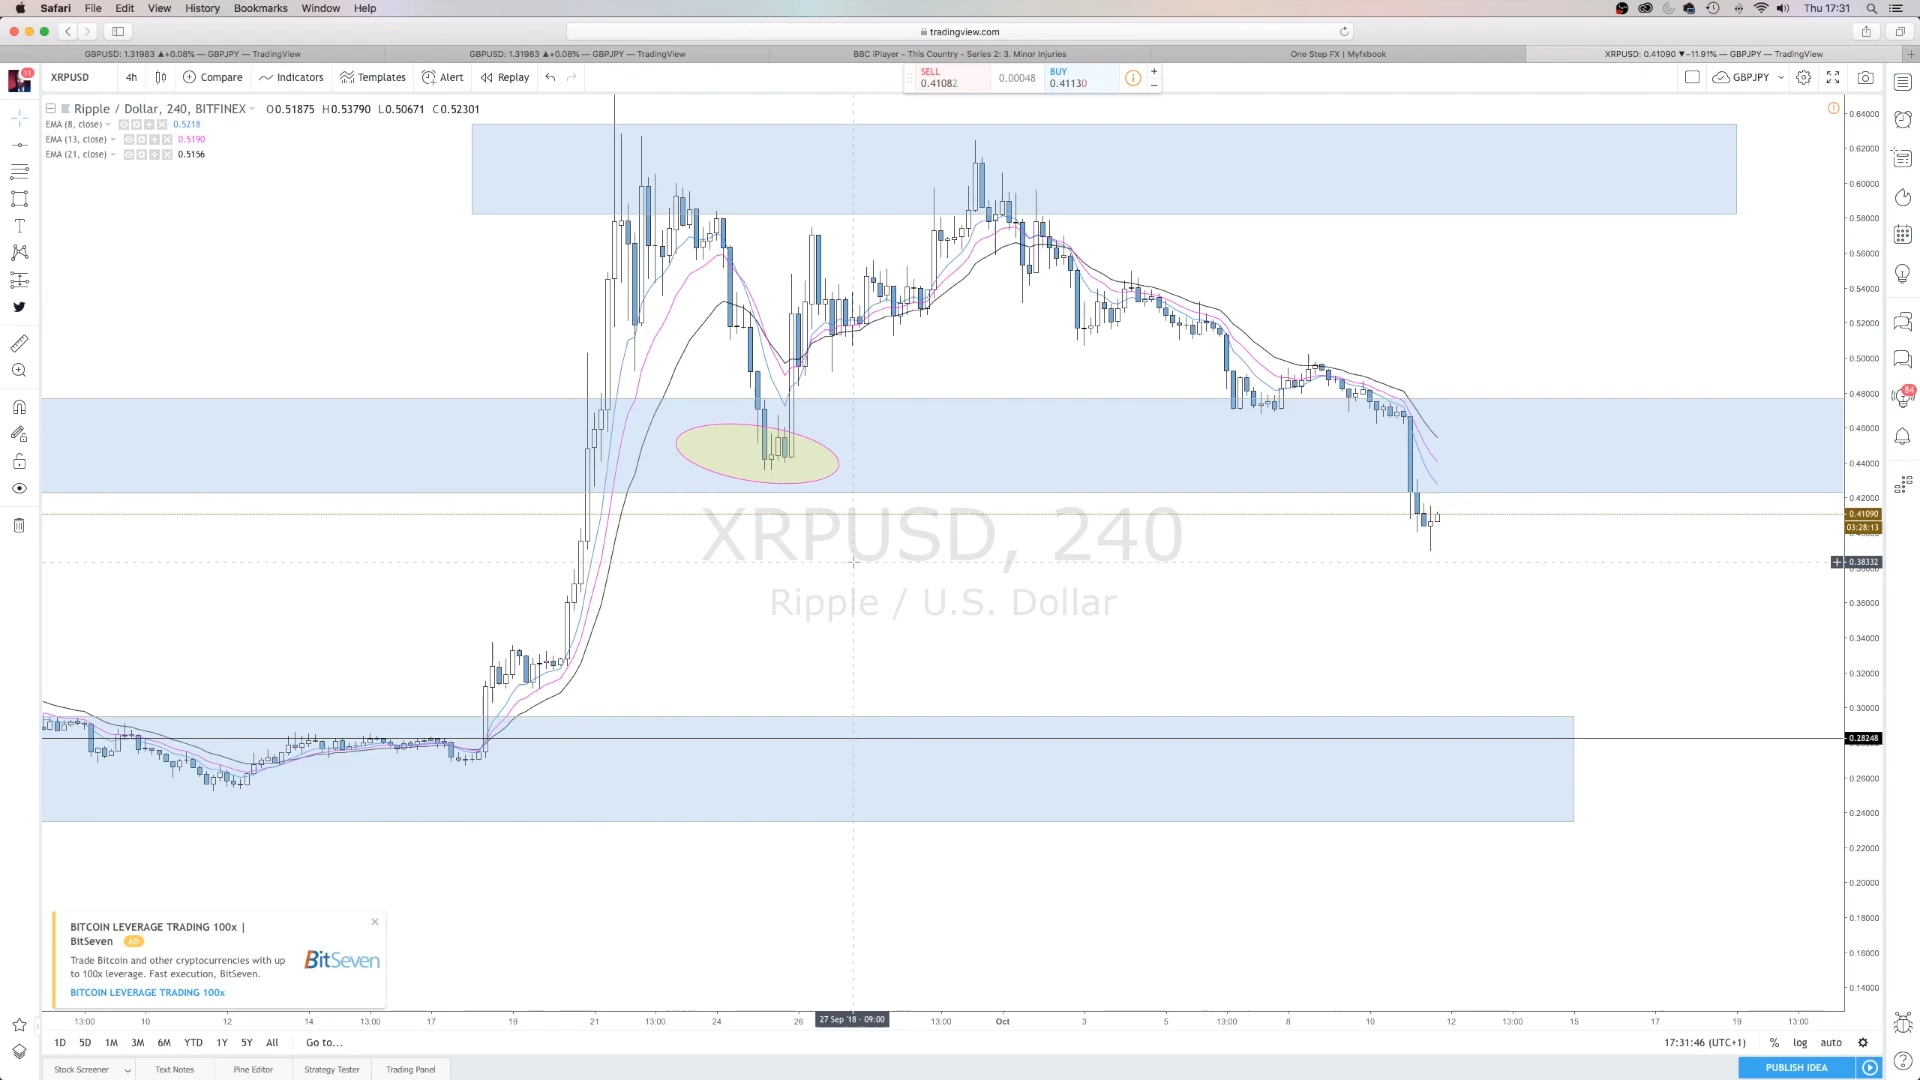 Safari File Edit View History Bookmarks Window Help
Thu 17:31
tradingview.com
GBPUSD: 1.31983 ▲+0.08% — GBPJPY — TradingView
GBPUSD: 1.31983 ▲+0.08% — GBPJPY — TradingView
BBC iPlayer - This Country - Series 2: 3. Minor Injuries
One Step FX | Myfxbook
XRPUSD: 0.41090 ▼−11.91% — GBPJPY — TradingView
11
XRPUSD 4h Compare Indicators Templates Alert Replay
SELL
0.41082
0.00048
BUY
0.41130
GBPJPY
Ripple / Dollar, 240, BITFINEX O0.51875 H0.53790 L0.50671 C0.52301
EMA (8, close) 0.5218
EMA (13, close) 0.5190
EMA (21, close) 0.5156
0.64000
0.62000
0.60000
0.58000
0.56000
0.54000
0.52000
0.50000
0.48000
84
0.46000
0.44000
0.42000
0.41090
03:28:13
0.38332
0.36000
0.34000
0.32000
0.30000
0.28248
0.26000
0.24000
0.22000
0.20000
0.18000
0.16000
0.14000
XRPUSD, 240
Ripple / U.S. Dollar
BITCOIN LEVERAGE TRADING 100x |
BitSeven AD
Trade Bitcoin and other cryptocurrencies with up
to 100x leverage. Fast execution, BitSeven.
BITCOIN LEVERAGE TRADING 100x
BitSeven
13:00 10 12 14 13:00 17 19 21 13:00 24 26 27 Sep '18 - 09:00 13:00 Oct 3 5 13:00 8 10 12 13:00 15 17 19 13:00
1D 5D 1M 3M 6M YTD 1Y 5Y All Go to...
17:31:46 (UTC+1) % log auto
Stock Screener Text Notes Pine Editor Strategy Tester Trading Panel
PUBLISH IDEA